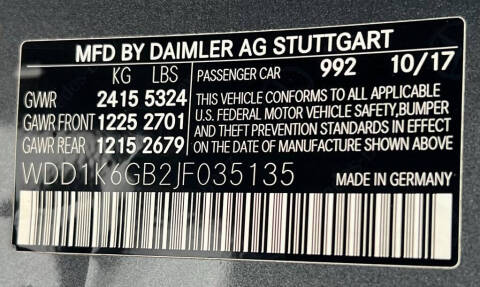 MFD BY DAIMLER AG STUTTGART
KG LBS PASSENGER CAR 992 10/17
GVWR 2415 5324
GAWR FRONT 1225 2701
GAWR REAR 1215 2679
THIS VEHICLE CONFORMS TO ALL APPLICABLE
U.S. FEDERAL MOTOR VEHICLE SAFETY, BUMPER
AND THEFT PREVENTION STANDARDS IN EFFECT
ON THE DATE OF MANUFACTURE SHOWN ABOVE
WDD1K6GB2JF035135 MADE IN GERMANY